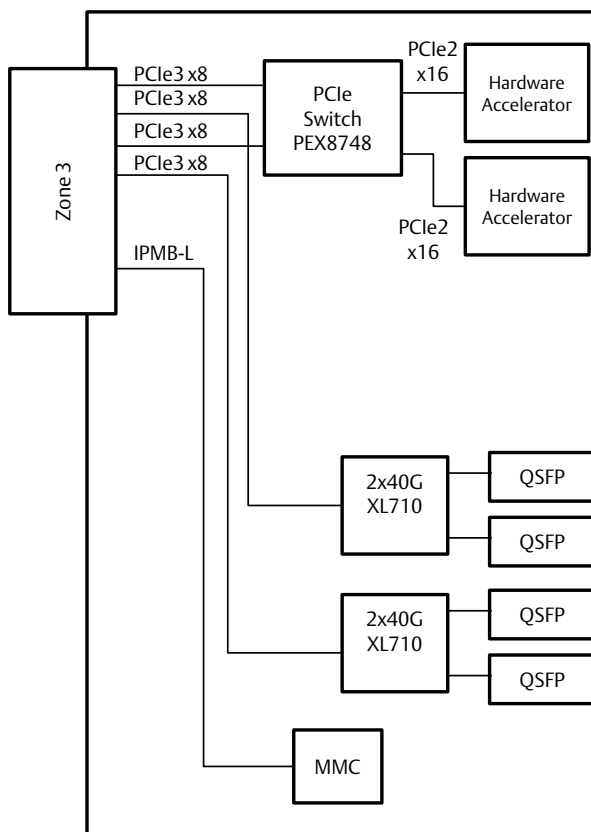 PCIe2
x16
Hardware
Accelerator
PCIe3 x8
PCIe3 x8
PCIe3 x8
PCIe3 x8
PCIe
Switch
PEX8748
Zone 3
Hardware
Accelerator
PCIe2
x16
IPMB-L
2x40G
XL710
QSFP
QSFP
2x40G
XL710
QSFP
QSFP
MMC